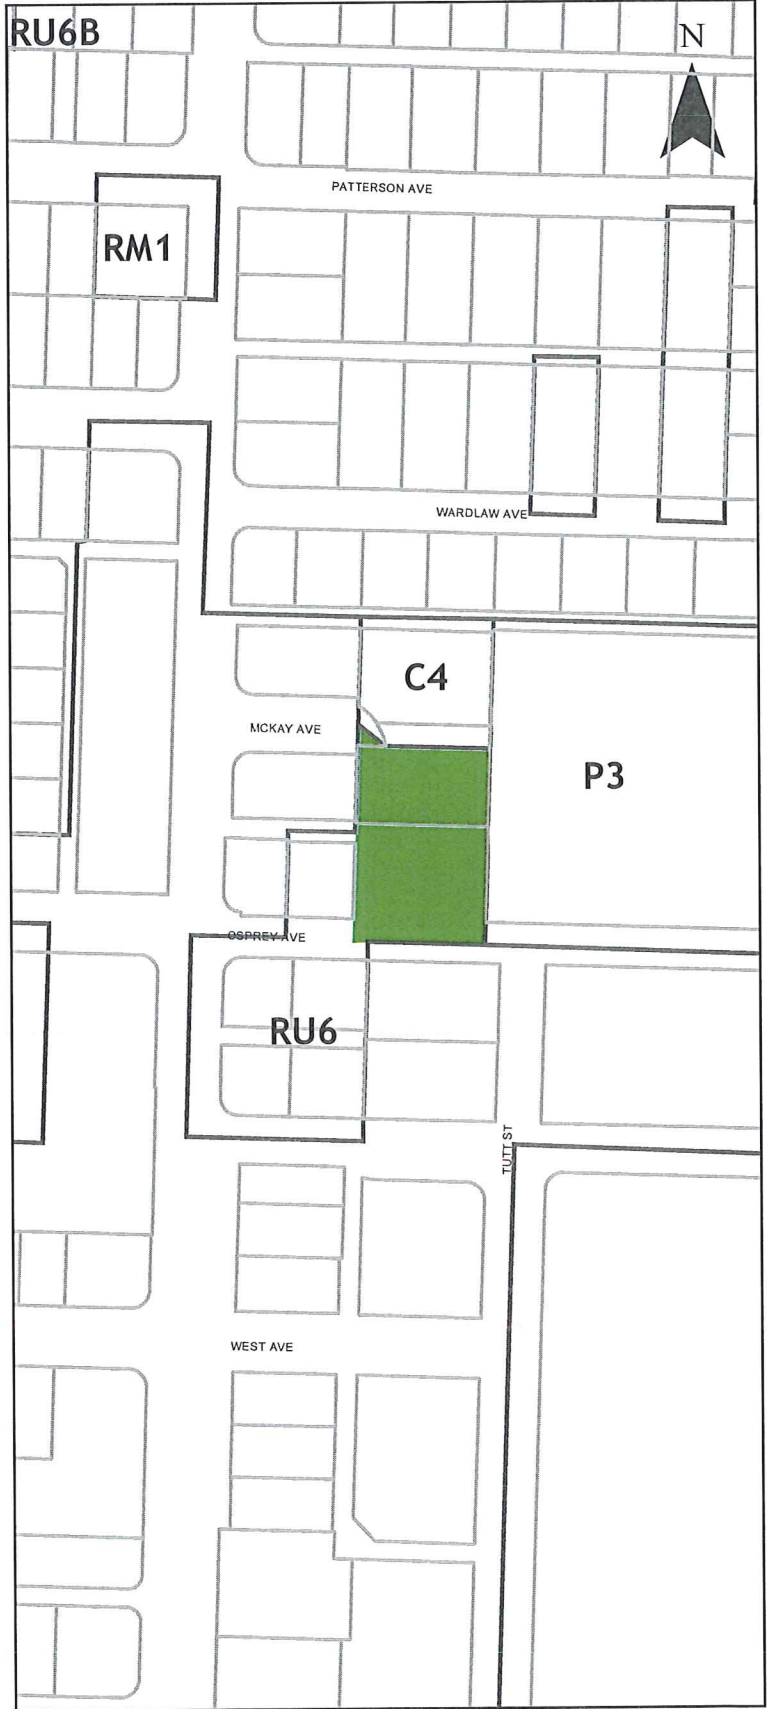 RU6B
N
PATTERSON AVE
RM1
WARDLAW AVE
C4
MCKAY AVE
P3
OSPREY AVE
RU6
TUTT ST
WEST AVE